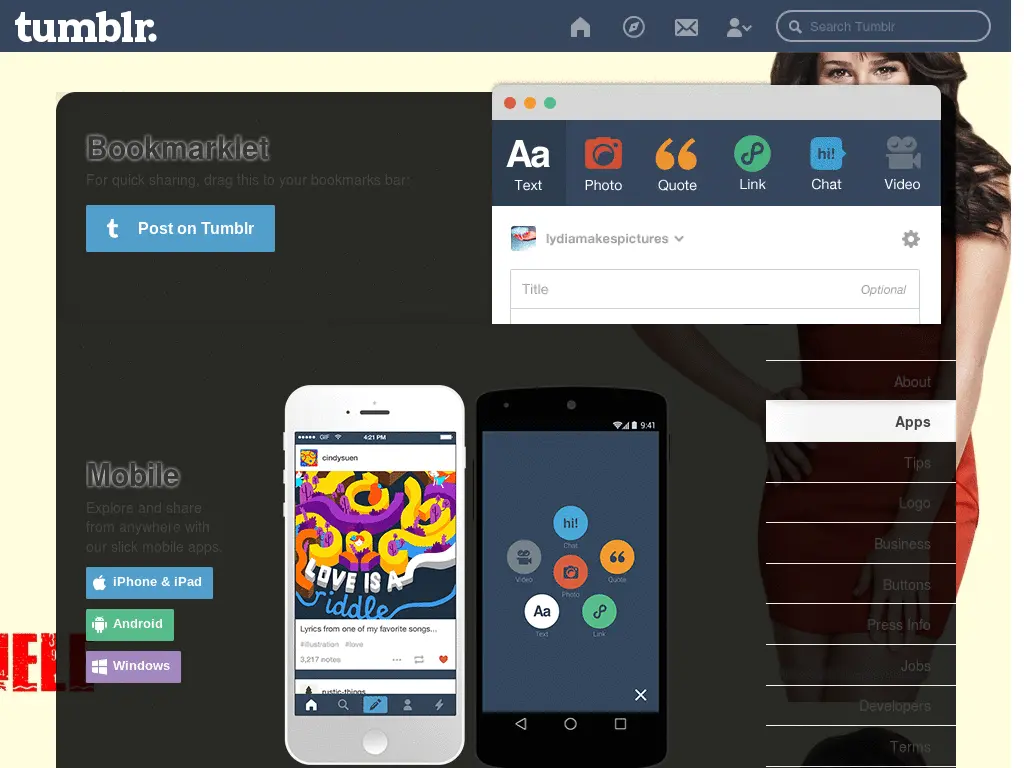 tumblr.
Search Tumblr
Bookmarklet
For quick sharing, drag this to your bookmarks bar:
Post on Tumblr
Aa
Text
Photo
Quote
Link
hi!
Chat
Video
lydiamakespictures
Title
Optional
About
Apps
Tips
Logo
Business
Buttons
Press Info
Jobs
Developers
Terms
Mobile
Explore and share
from anywhere with
our slick mobile apps.
iPhone & iPad
Android
Windows
GIF
4:21 PM
cindysuen
LOVE IS A
riddle
Lyrics from one of my favorite songs...
#illustration #love
3,217 notes
rustic-things
9:41
hi!
Chat
Video
Quote
Photo
Aa
Text
Link